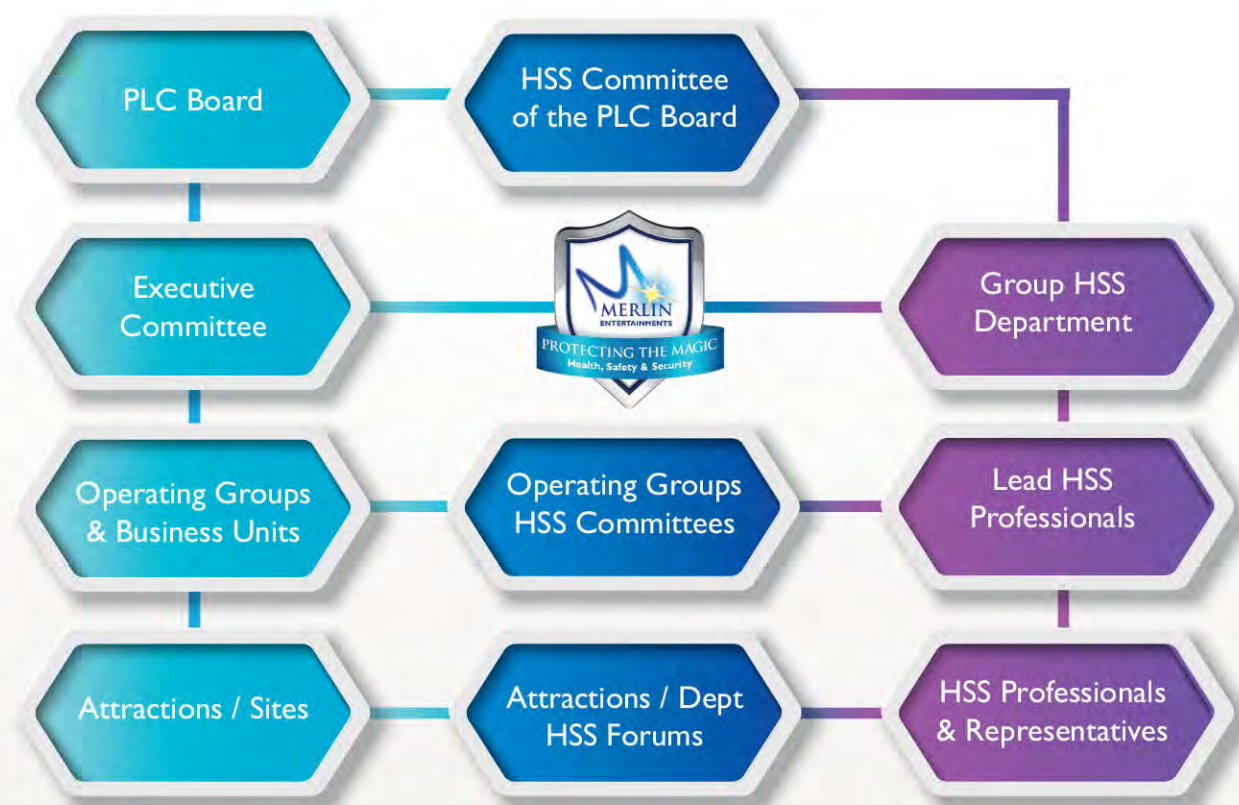 PLC Board
HSS Committee
of the PLC Board
Executive
Committee
MERLIN
ENTERTAINMENTS
PROTECTING THE MAGIC
Health, Safety & Security
Group HSS
Department
Operating Groups
& Business Units
Operating Groups
HSS Committees
Lead HSS
Professionals
Attractions / Sites
Attractions / Dept
HSS Forums
HSS Professionals
& Representatives